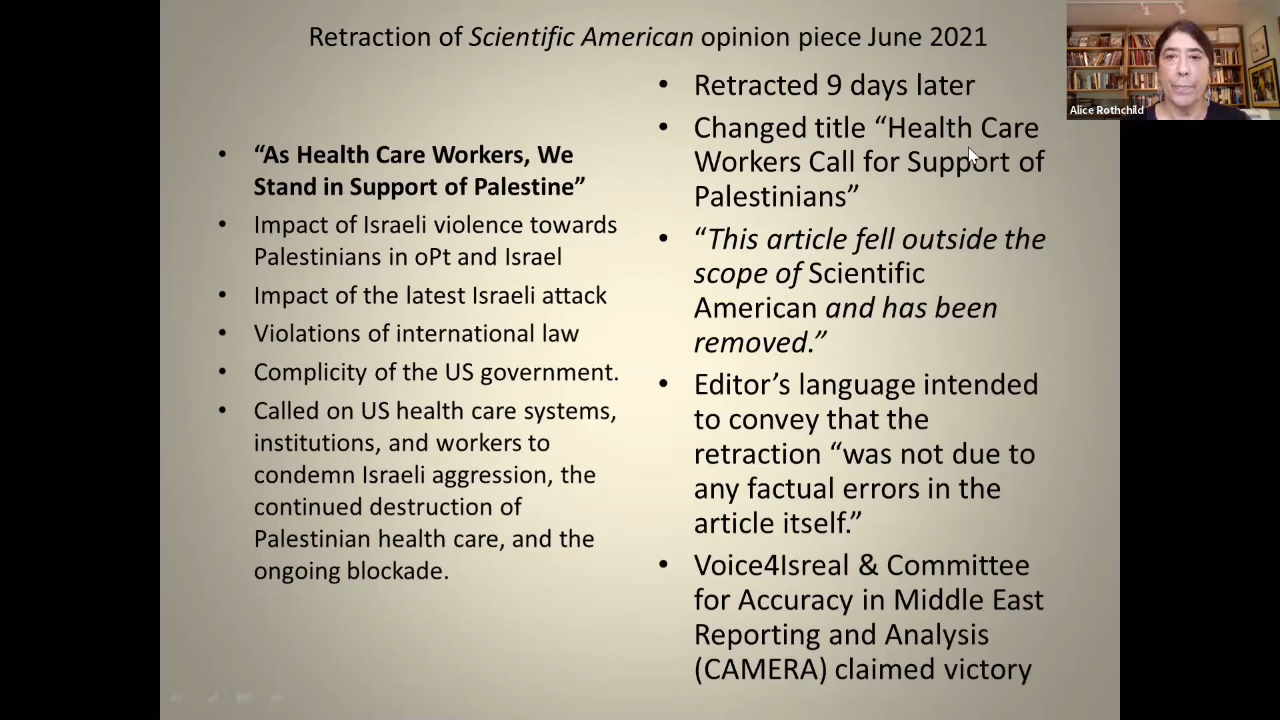 Retraction of Scientific American opinion piece June 2021
• “As Health Care Workers, We
Stand in Support of Palestine”
• Impact of Israeli violence towards
Palestinians in oPt and Israel
• Impact of the latest Israeli attack
• Violations of international law
• Complicity of the US government.
• Called on US health care systems,
institutions, and workers to
condemn Israeli aggression, the
continued destruction of
Palestinian health care, and the
ongoing blockade.
• Retracted 9 days later
• Changed title “Health Care
Workers Call for Support of
Palestinians”
• “This article fell outside the
scope of Scientific
American and has been
removed.”
• Editor’s language intended
to convey that the
retraction “was not due to
any factual errors in the
article itself.”
• Voice4Isreal & Committee
for Accuracy in Middle East
Reporting and Analysis
(CAMERA) claimed victory
Alice Rothchild